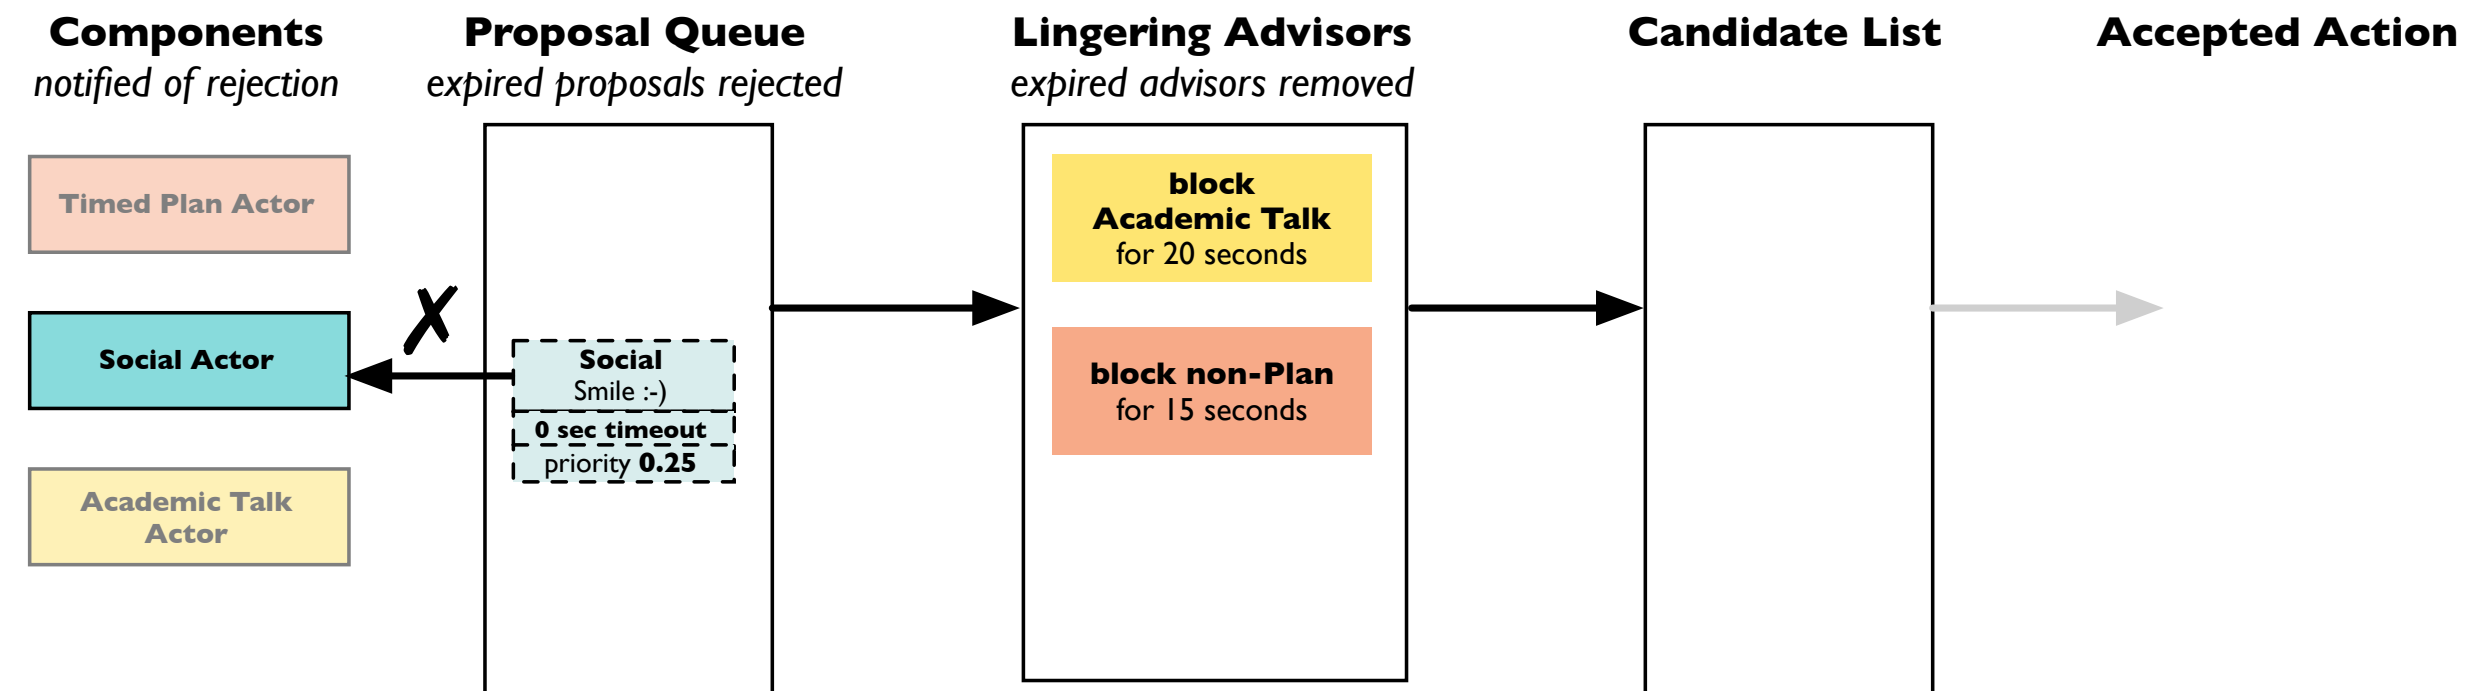 Components
notified of rejection
Timed Plan Actor
Social Actor
Academic Talk
Actor
✗
Proposal Queue
expired proposals rejected
Social
Smile :-)
0 sec timeout
priority 0.25
Lingering Advisors
expired advisors removed
block
Academic Talk
for 20 seconds
block non-Plan
for 15 seconds
Candidate List
Accepted Action